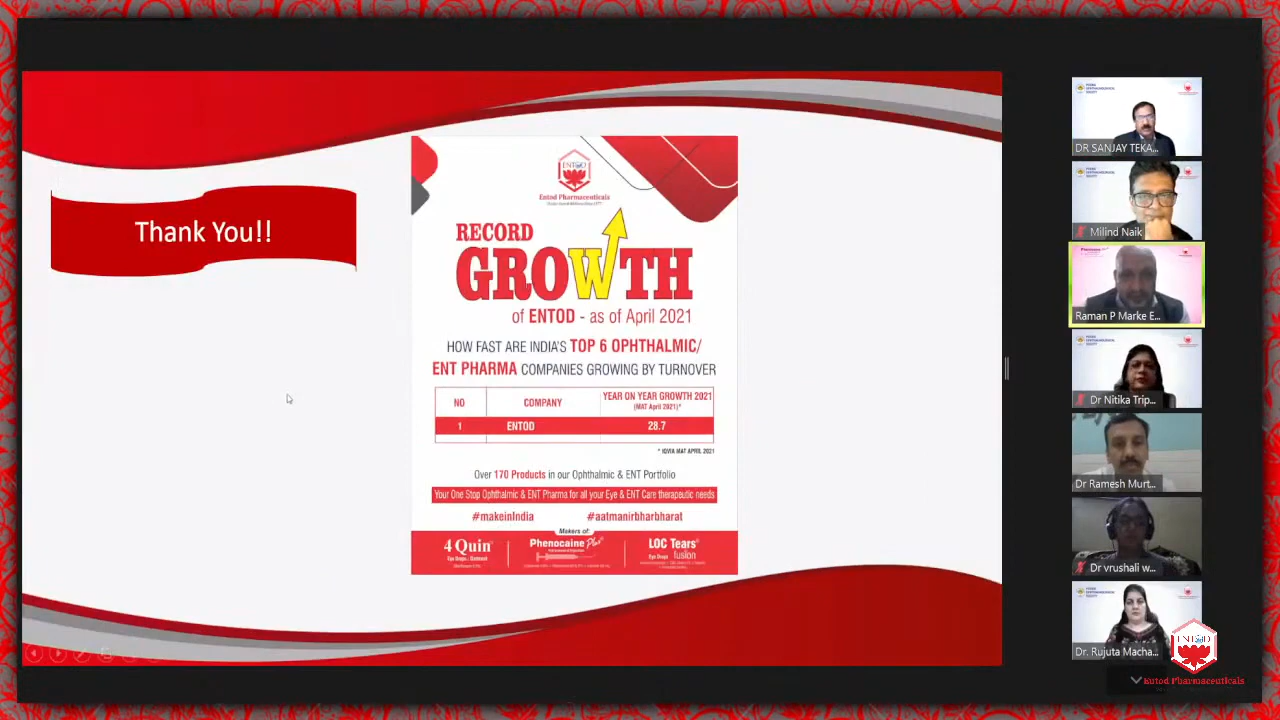 Thank You!!
ENTOD
Entod Pharmaceuticals
RECORD
GROWTH
of ENTOD - as of April 2021
HOW FAST ARE INDIA'S TOP 6 OPHTHALMIC/
ENT PHARMA COMPANIES GROWING BY TURNOVER
NO COMPANY YEAR ON YEAR GROWTH 2021
(MAT April 2021)*
1 ENTOD 28.7
* IQVIA MAT APRIL 2021
Over 170 Products in our Ophthalmic & ENT Portfolio
Your One Stop Ophthalmic & ENT Pharma for all your Eye & ENT Care therapeutic needs
#makeinIndia #aatmanirbharbharat
Makers of:
4 Quin Phenocaine Plus LOC Tears
Eye Drops fusion
DR SANJAY TEKA...
Milind Naik
Raman P Marke E...
Dr Nitika Trip...
Dr Ramesh Murt...
Dr vrushali w...
Dr. Rujuta Macha...
ENTOD
Entod Pharmaceuticals